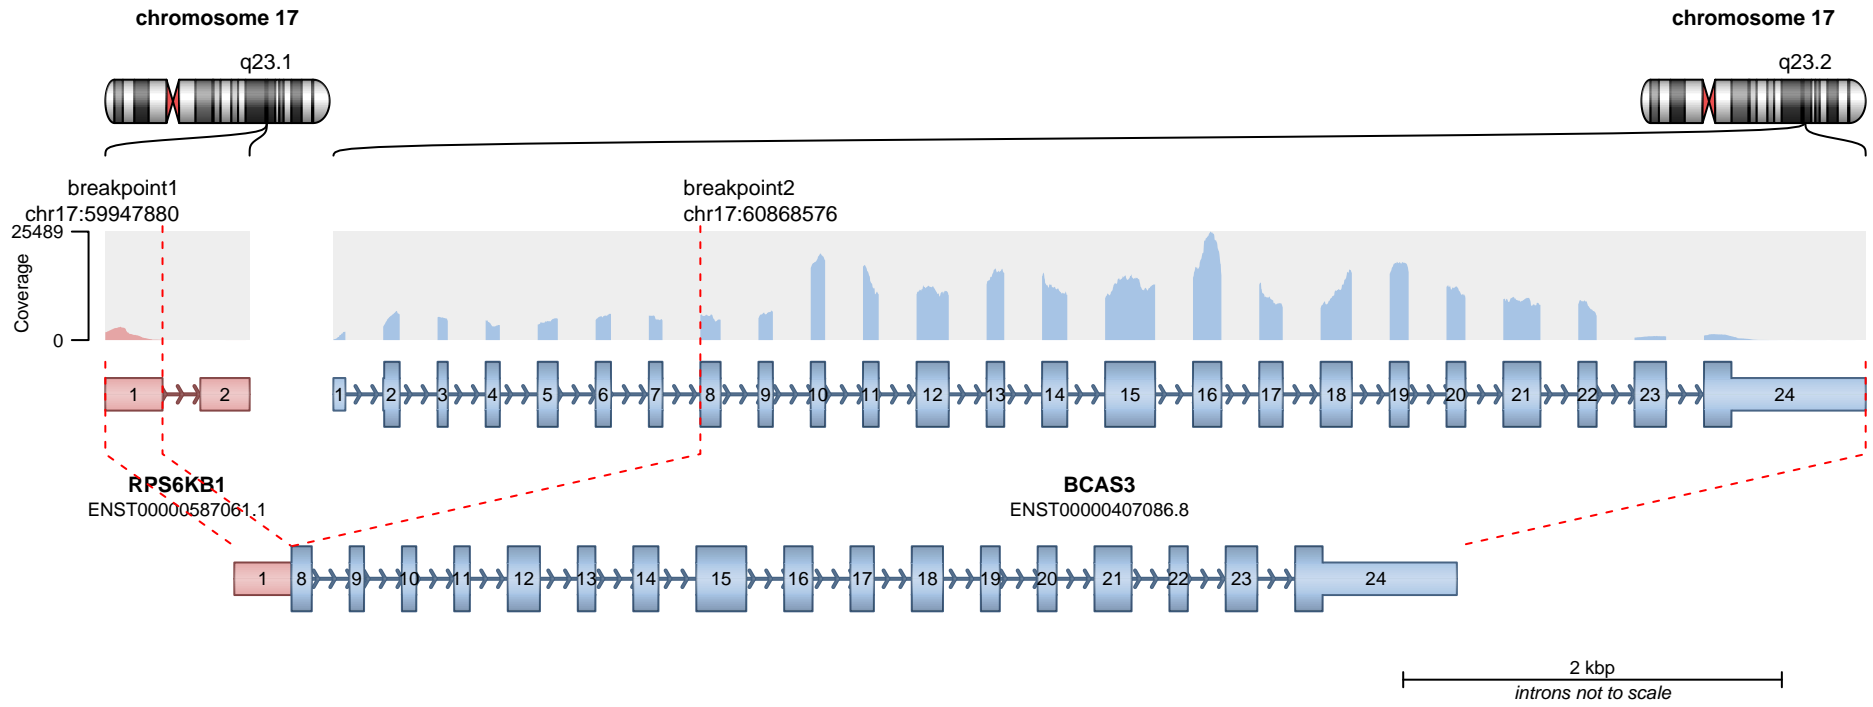 chromosome 17
chromosome 17
q23.1
q23.2
breakpoint1
chr17:59947880
breakpoint2
chr17:60868576
25489
Coverage
0
1 2
1 2 3 4 5 6 7 8 9 10 11 12 13 14 15 16 17 18 19 20 21 22 23 24
RPS6KB1
ENST00000587061.1
BCAS3
ENST00000407086.8
1 8 9 10 11 12 13 14 15 16 17 18 19 20 21 22 23 24
2 kbp
introns not to scale